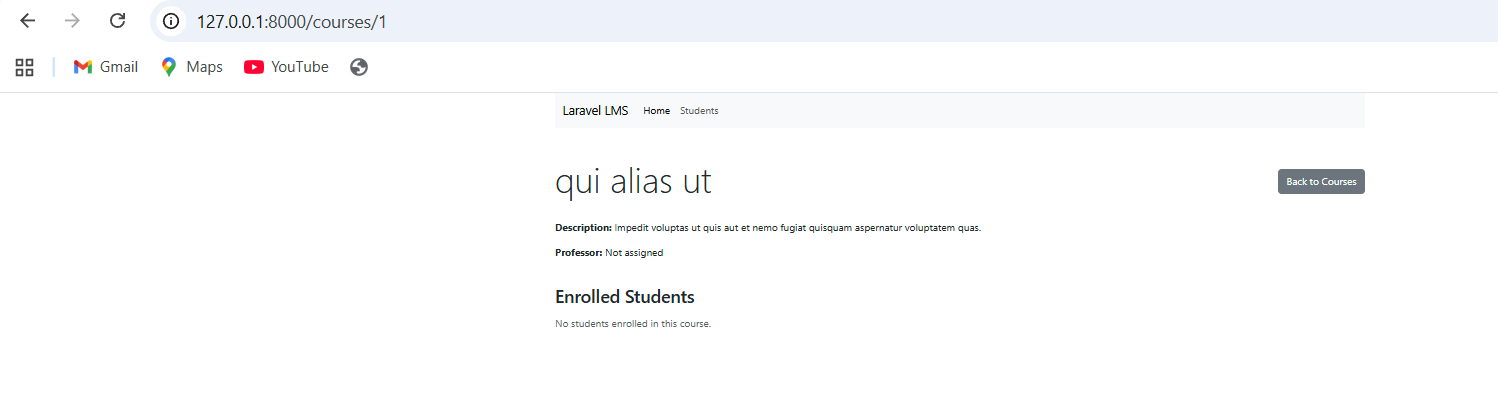 127.0.0.1:8000/courses/1
Gmail Maps YouTube
Laravel LMS Home Students
qui alias ut
Back to Courses
Description: Impedit voluptas ut quis aut et nemo fugiat quisquam aspernatur voluptatem quas.
Professor: Not assigned
Enrolled Students
No students enrolled in this course.